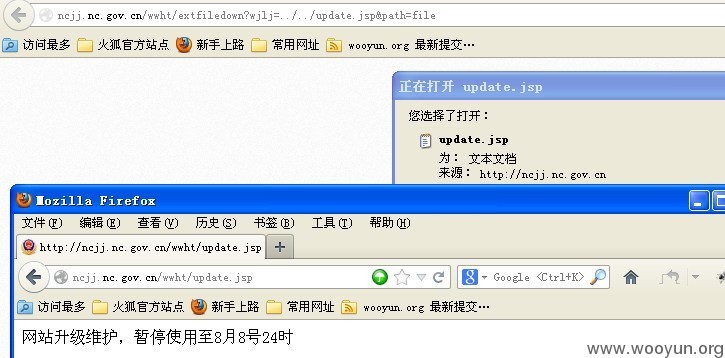 ncjj.nc.gov.cn/wwht/extfiledown?wjlj=../../update.jsp&path=file
访问最多 火狐官方站点 新手上路 常用网址 wooyun.org 最新提交…
正在打开 update.jsp
您选择了打开：
update.jsp
为： 文本文档
来源： http://ncjj.nc.gov.cn
Mozilla Firefox
文件(F) 编辑(E) 查看(V) 历史(S) 书签(B) 工具(T) 帮助(H)
http://ncjj.nc.gov.cn/wwht/update.jsp
ncjj.nc.gov.cn/wwht/update.jsp Google <Ctrl+K>
访问最多 火狐官方站点 新手上路 常用网址 wooyun.org 最新提交…
网站升级维护，暂停使用至8月8号24时
www.wooyun.org